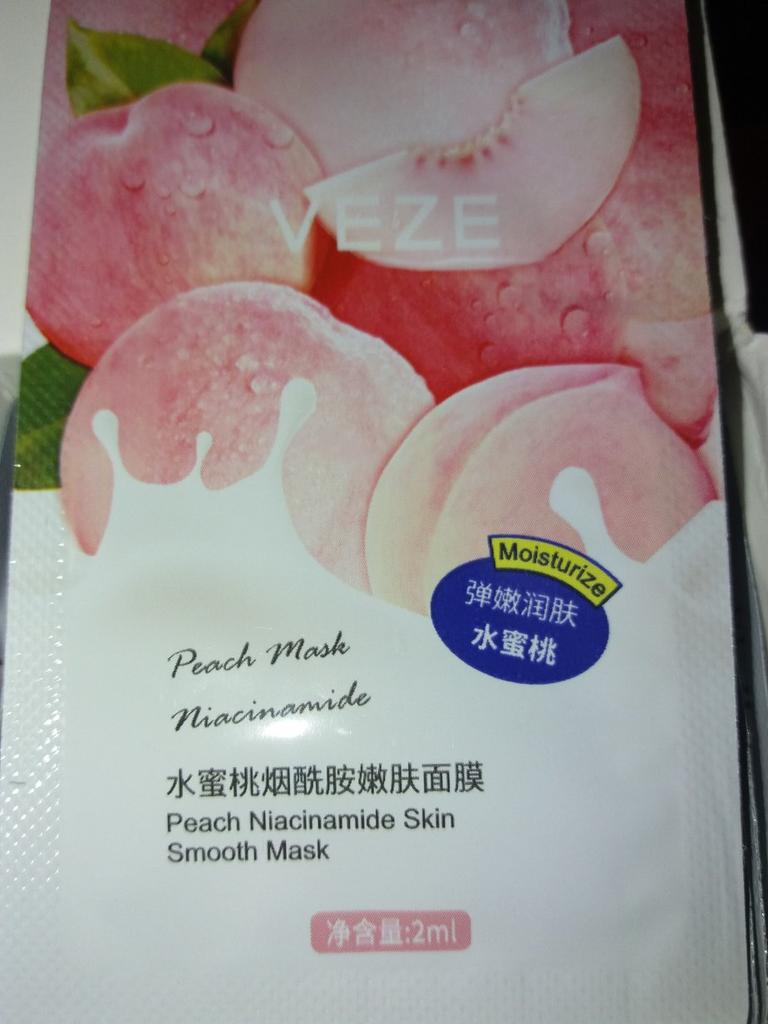 VEZE
Moisturize
弹嫩润肤
水蜜桃
Peach Mask
Niacinamide
水蜜桃烟酰胺嫩肤面膜
Peach Niacinamide Skin
Smooth Mask
净含量:2ml